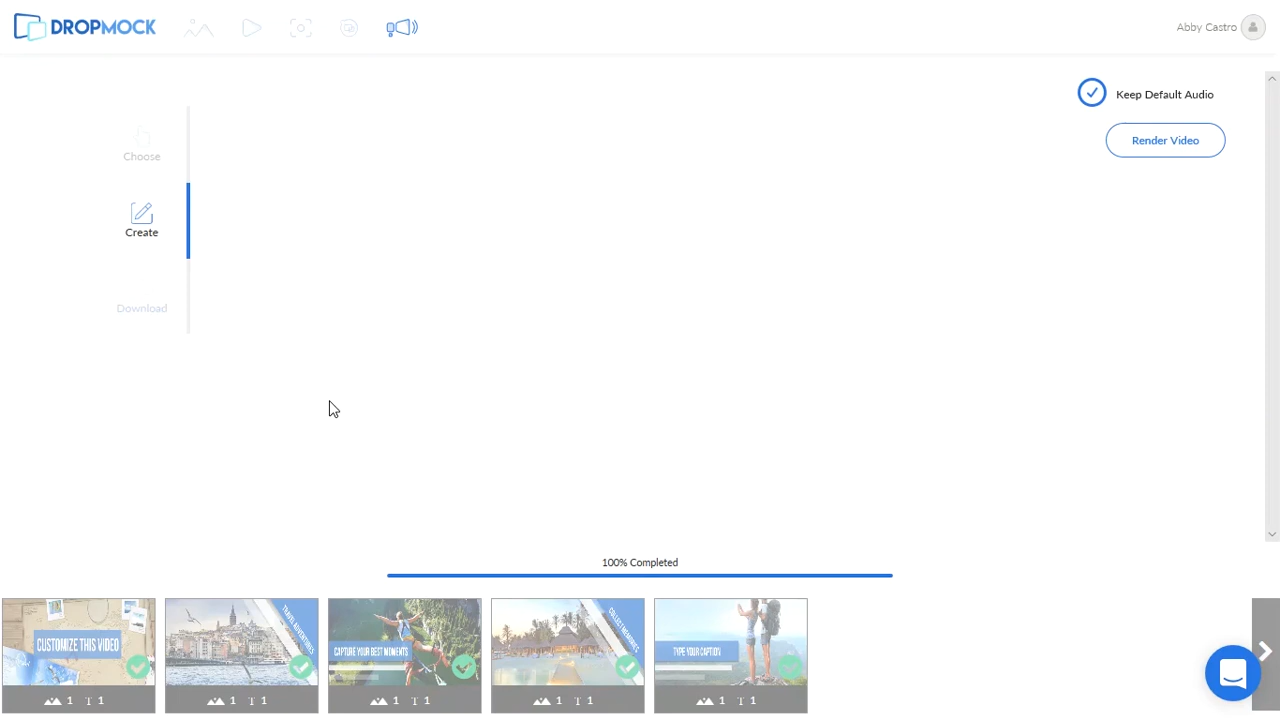 DROPMOCK
Abby Castro
Keep Default Audio
Render Video
Choose
Create
Download
100% Completed
CUSTOMIZE THIS VIDEO
TRAVEL ADVENTURES
CAPTURE YOUR BEST MOMENTS
COLLECT MEMORIES
TYPE YOUR CAPTION
1 T 1
1 T 1
1 T 1
1 T 1
1 T 1